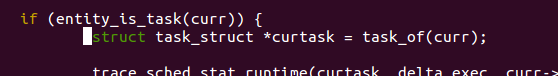 if (entity_is_task(curr)) {
struct task_struct *curtask = task_of(curr);
trace_sched_stat_runtime(curtask, delta_exec, curr-